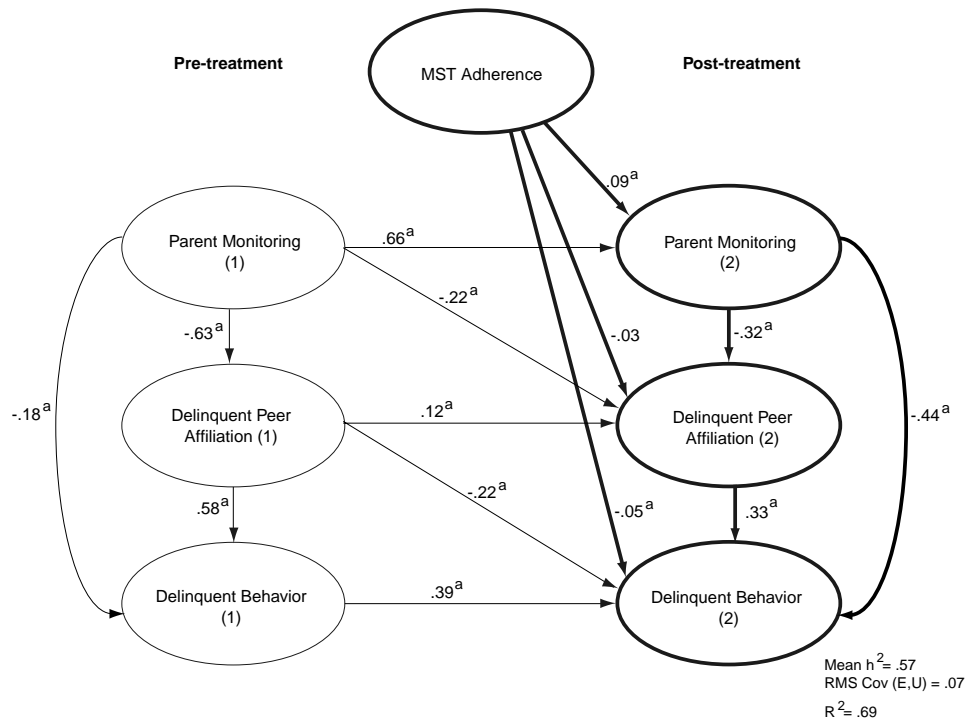 Pre-treatment
MST Adherence
Post-treatment
.09a
Parent Monitoring
(1)
.66a
Parent Monitoring
(2)
-.22a
-.63a
-.03
-.32a
-.18a
Delinquent Peer
Affiliation (1)
.12a
Delinquent Peer
Affiliation (2)
-.44a
-.22a
.58a
-.05a
.33a
Delinquent Behavior
(1)
.39a
Delinquent Behavior
(2)
Mean h2= .57
RMS Cov (E,U) = .07
R2= .69